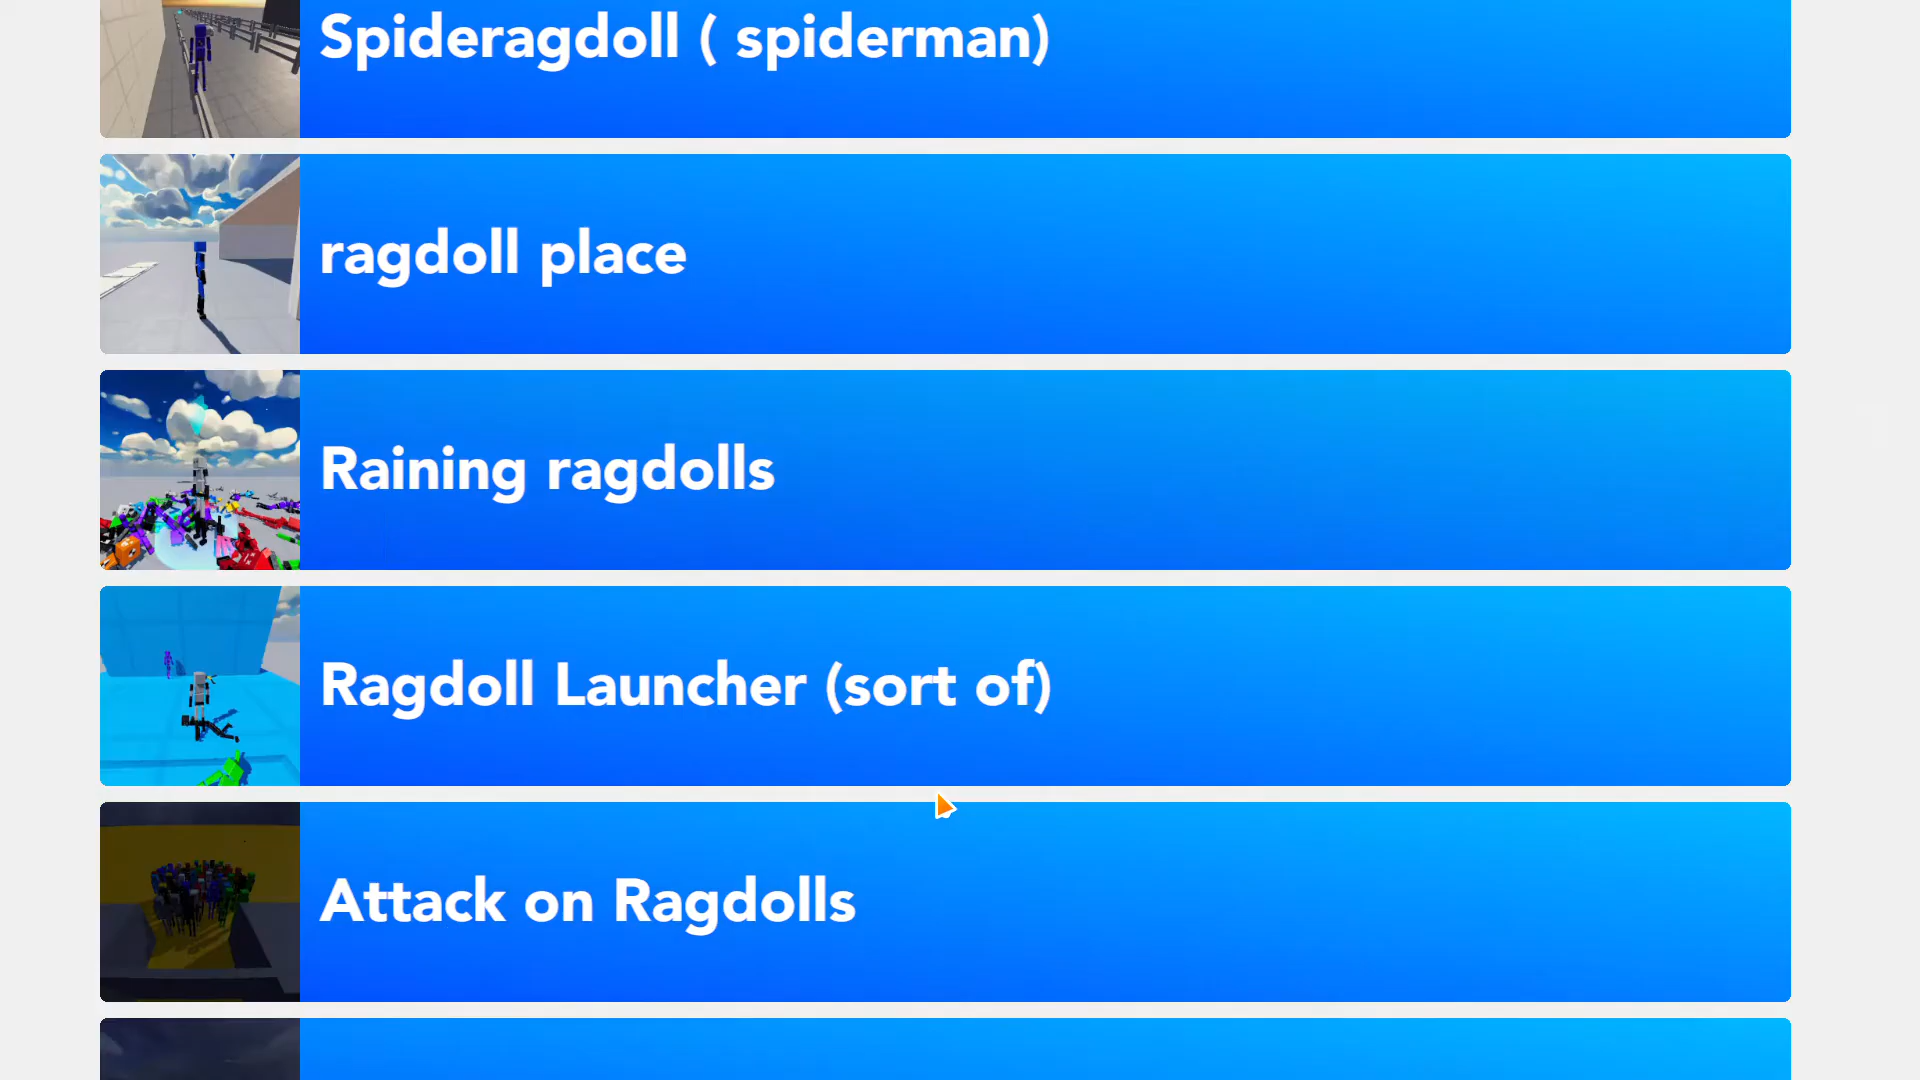 Spideragdoll ( spiderman)
ragdoll place
Raining ragdolls
Ragdoll Launcher (sort of)
Attack on Ragdolls